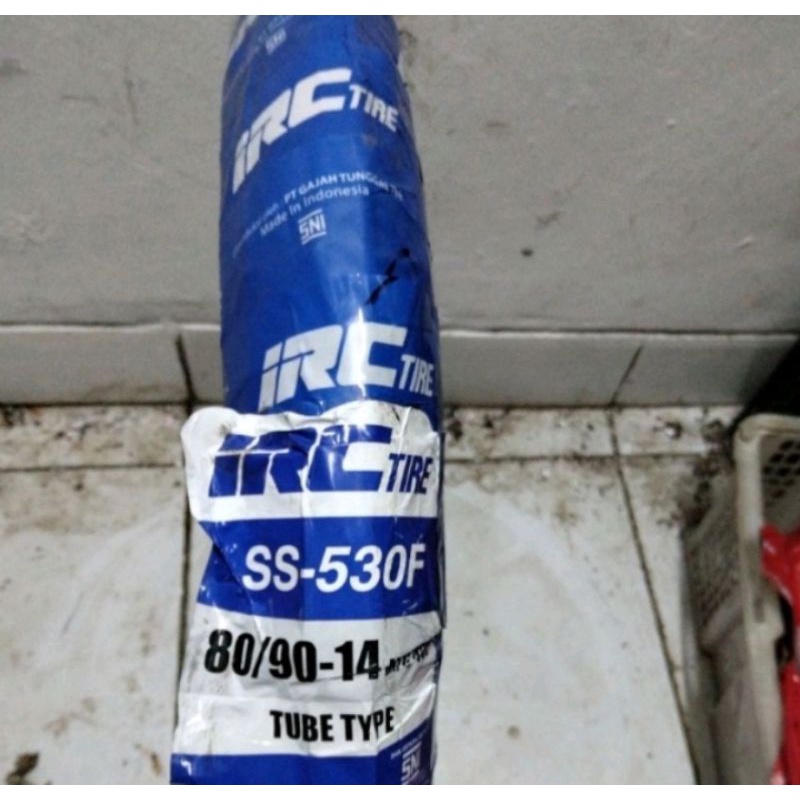 SNI
iRC TIRE
PT GAJAH TUNGGAL Tbk
Made in Indonesia
SNI
iRC TIRE
iRC TIRE
SS-530F
80/90-14
TUBE TYPE
SNI